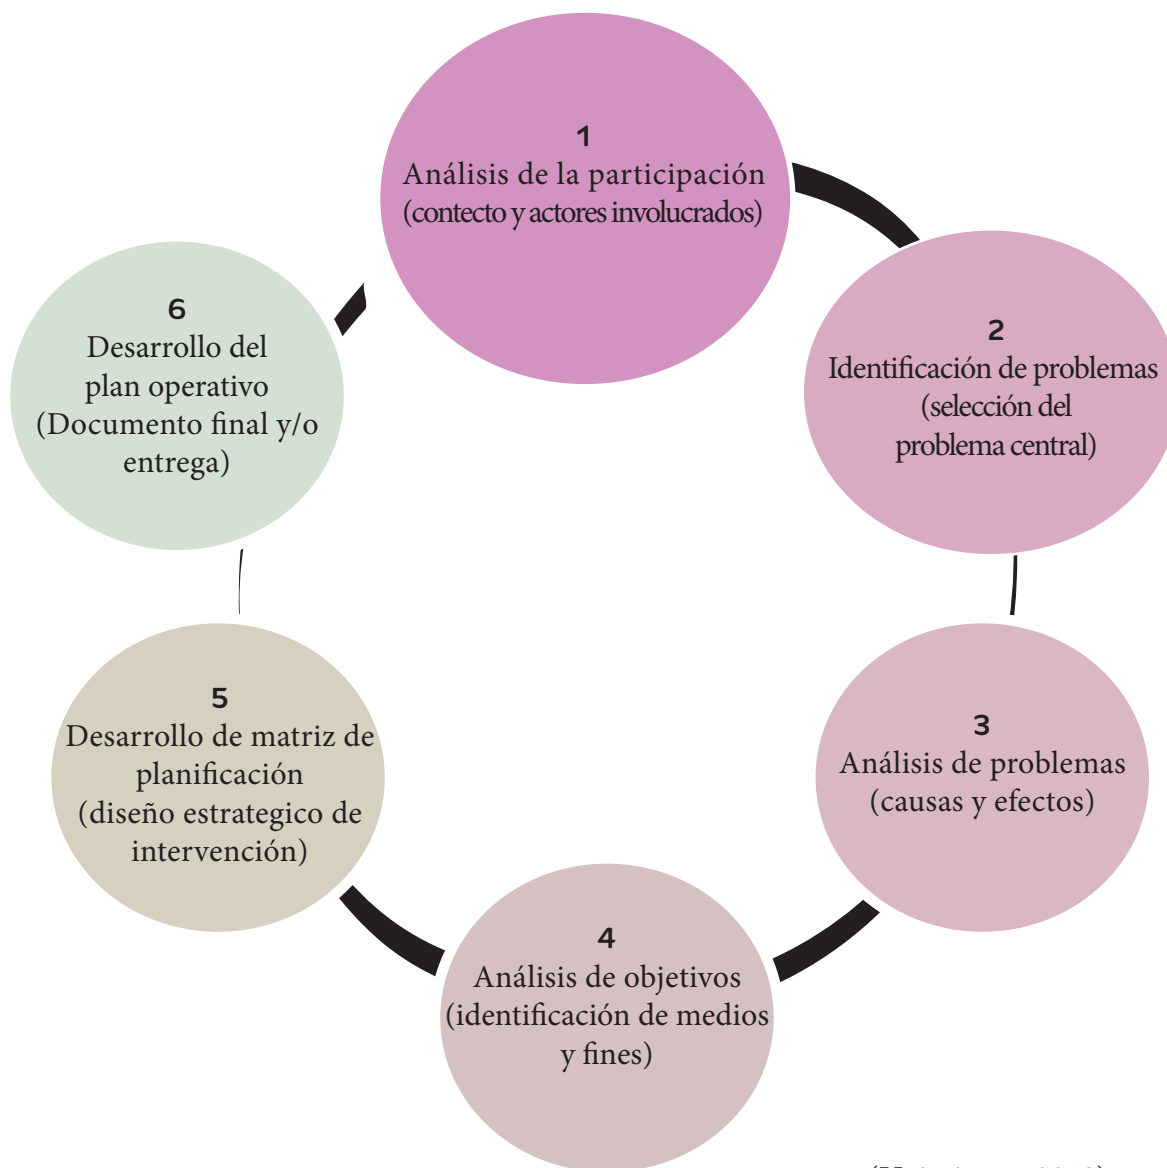 1
Análisis de la participación
(contecto y actores involucrados)
2
Identificación de problemas
(selección del
problema central)
3
Análisis de problemas
(causas y efectos)
4
Análisis de objetivos
(identificación de medios
y fines)
5
Desarrollo de matriz de
planificación
(diseño estrategico de
intervención)
6
Desarrollo del
plan operativo
(Documento final y/o
entrega)